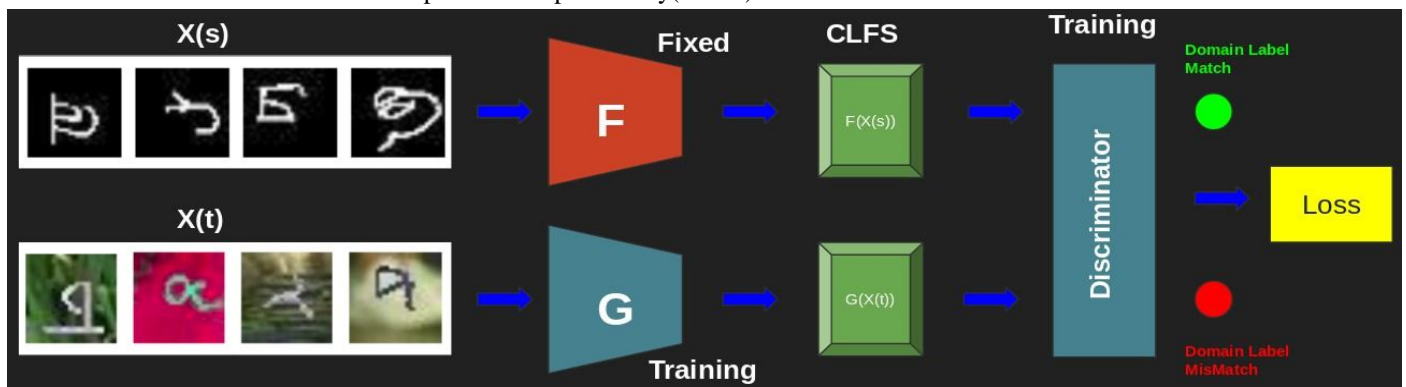 X(s)
Fixed
CLFS
Training
Domain Label
Match
F
F(X(s))
Discriminator
Loss
X(t)
G
G(X(t))
Training
Domain Label
MisMatch